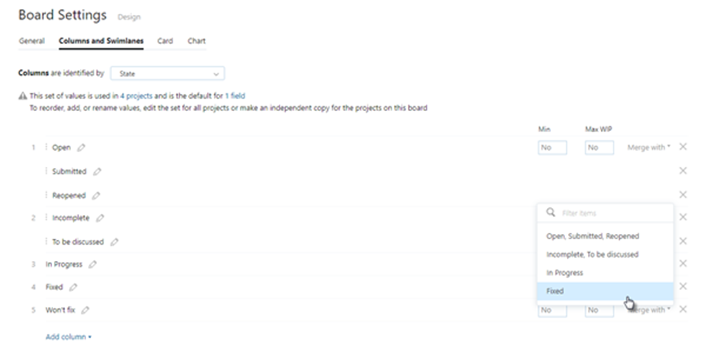 Board Settings Design
General Columns and Swimlanes Card Chart
Columns are identified by State
This set of values is used in 4 projects and is the default for 1 field
To reorder, add, or rename values, edit the set for all projects or make an independent copy for the projects on this board
Min Max WIP
1 Open No No Merge with
Submitted
Reopened
Filter items
2 Incomplete
Open, Submitted, Reopened
To be discussed
Incomplete, To be discussed
3 In Progress
In Progress
4 Fixed
Fixed
5 Won't fix No No Merge with
Add column